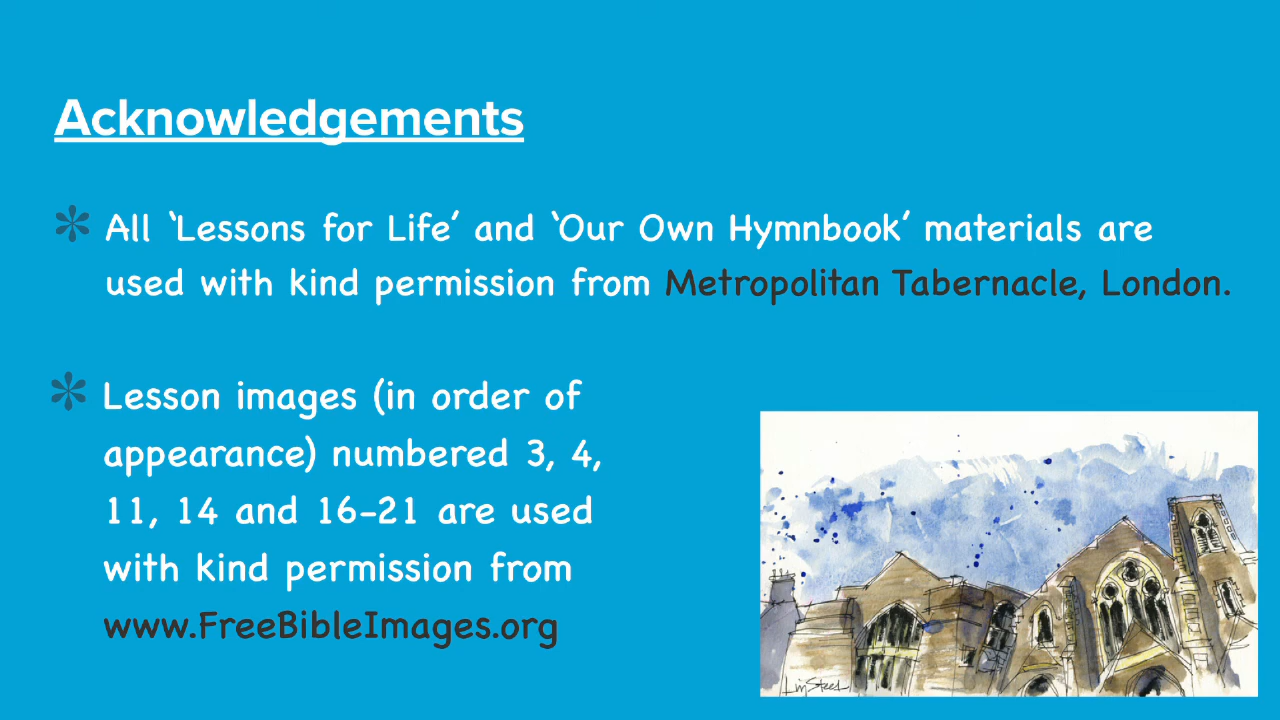 Acknowledgements
* All ‘Lessons for Life’ and ‘Our Own Hymnbook’ materials are
used with kind permission from Metropolitan Tabernacle, London.
* Lesson images (in order of
appearance) numbered 3, 4,
11, 14 and 16-21 are used
with kind permission from
www.FreeBibleImages.org